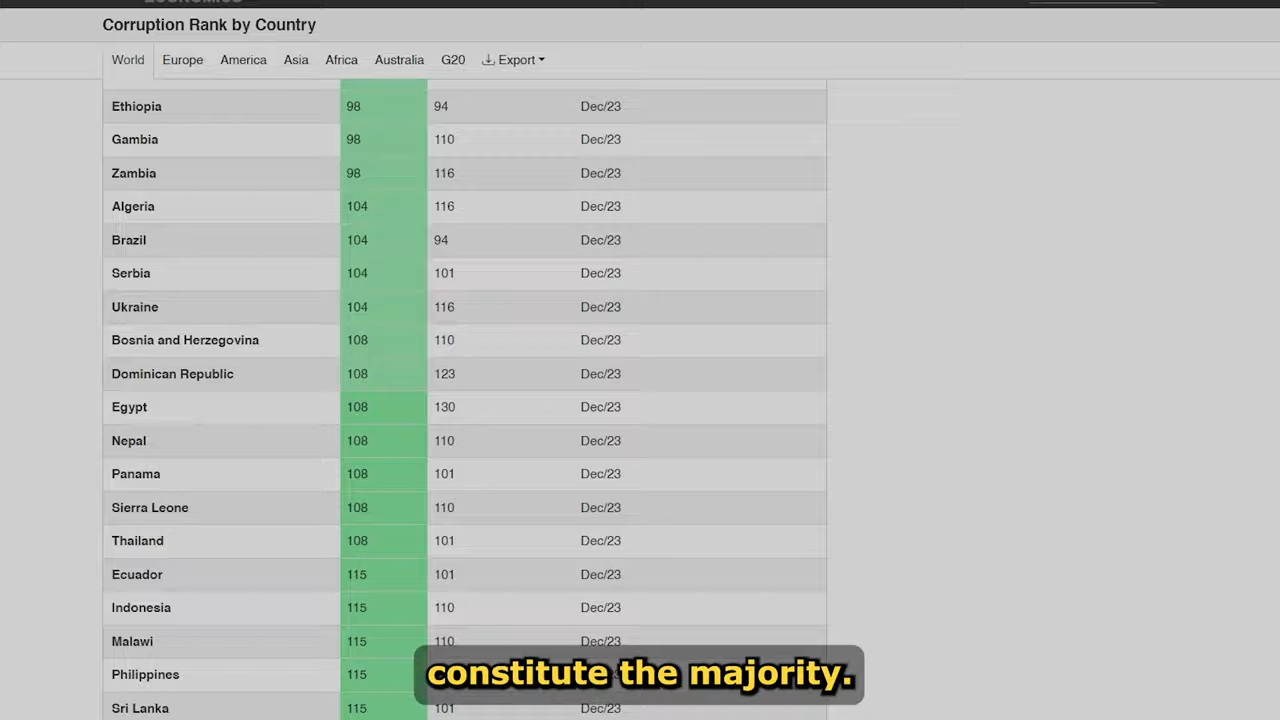 ECONOMICS
Corruption Rank by Country
World Europe America Asia Africa Australia G20 Export
Ethiopia 98 94 Dec/23
Gambia 98 110 Dec/23
Zambia 98 116 Dec/23
Algeria 104 116 Dec/23
Brazil 104 94 Dec/23
Serbia 104 101 Dec/23
Ukraine 104 116 Dec/23
Bosnia and Herzegovina 108 110 Dec/23
Dominican Republic 108 123 Dec/23
Egypt 108 130 Dec/23
Nepal 108 110 Dec/23
Panama 108 101 Dec/23
Sierra Leone 108 110 Dec/23
Thailand 108 101 Dec/23
Ecuador 115 101 Dec/23
Indonesia 115 110 Dec/23
Malawi 115 110 Dec/23
Philippines 115
constitute the majority.
Sri Lanka 115 101 Dec/23